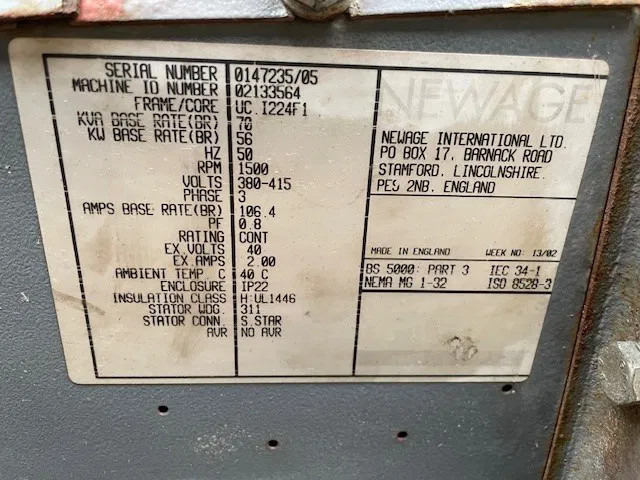 SERIAL NUMBER 0147235/05
MACHINE ID NUMBER 02133564
FRAME/CORE UC.I224F1
KVA BASE RATE(BR) 70
KW BASE RATE(BR) 56
HZ 50
RPM 1500
VOLTS 380-415
PHASE 3
AMPS BASE RATE(BR) 106.4
PF 0.8
RATING CONT
EX.VOLTS 40
EX.AMPS 2.00
AMBIENT TEMP. C 40 C
ENCLOSURE IP22
INSULATION CLASS H:UL1446
STATOR WDG. 311
STATOR CONN. S.STAR
AVR NO AVR
NEWAGE
NEWAGE INTERNATIONAL LTD.
PO BOX 17, BARNACK ROAD
STAMFORD, LINCOLNSHIRE.
PE9 2NB. ENGLAND
MADE IN ENGLAND WEEK NO: 13/02
BS 5000: PART 3 IEC 34-1
NEMA MG 1-32 ISO 8528-3